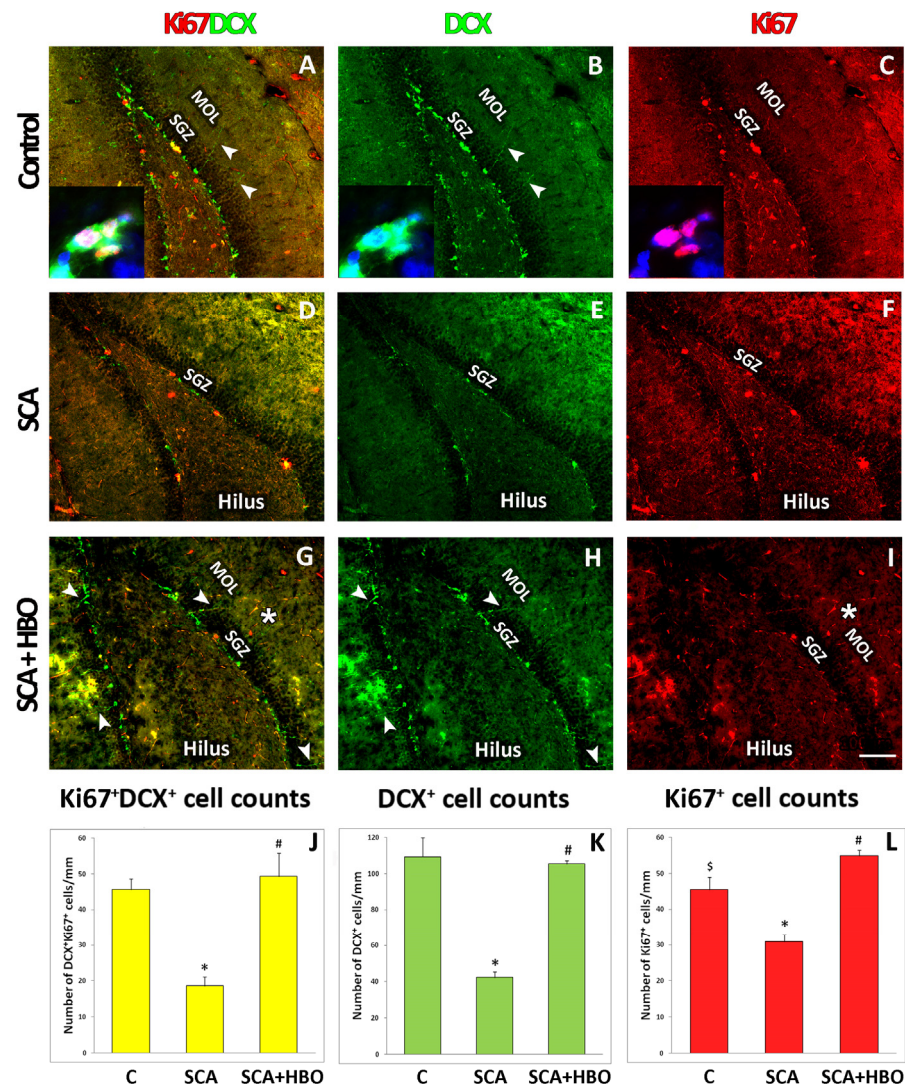 Ki67DCX DCX Ki67
Control
A
MOL
SGZ
B
MOL
SGZ
C
MOL
SGZ
SCA
D
SGZ
Hilus
E
SGZ
Hilus
F
SGZ
Hilus
SCA+HBO
G
MOL
*
SGZ
Hilus
H
MOL
SGZ
Hilus
I
*
MOL
SGZ
Hilus
Ki67⁺DCX⁺ cell counts
J
Number of DCX⁺Ki67⁺ cells/mm
60
50
40
30
20
10
0
*
#
C SCA SCA+HBO
DCX⁺ cell counts
K
Number of DCX⁺ cells/mm
120
100
80
60
40
20
0
*
#
C SCA SCA+HBO
Ki67⁺ cell counts
L
Number of Ki67⁺ cells/mm
60
50
40
30
20
10
0
$
*
#
C SCA SCA+HBO